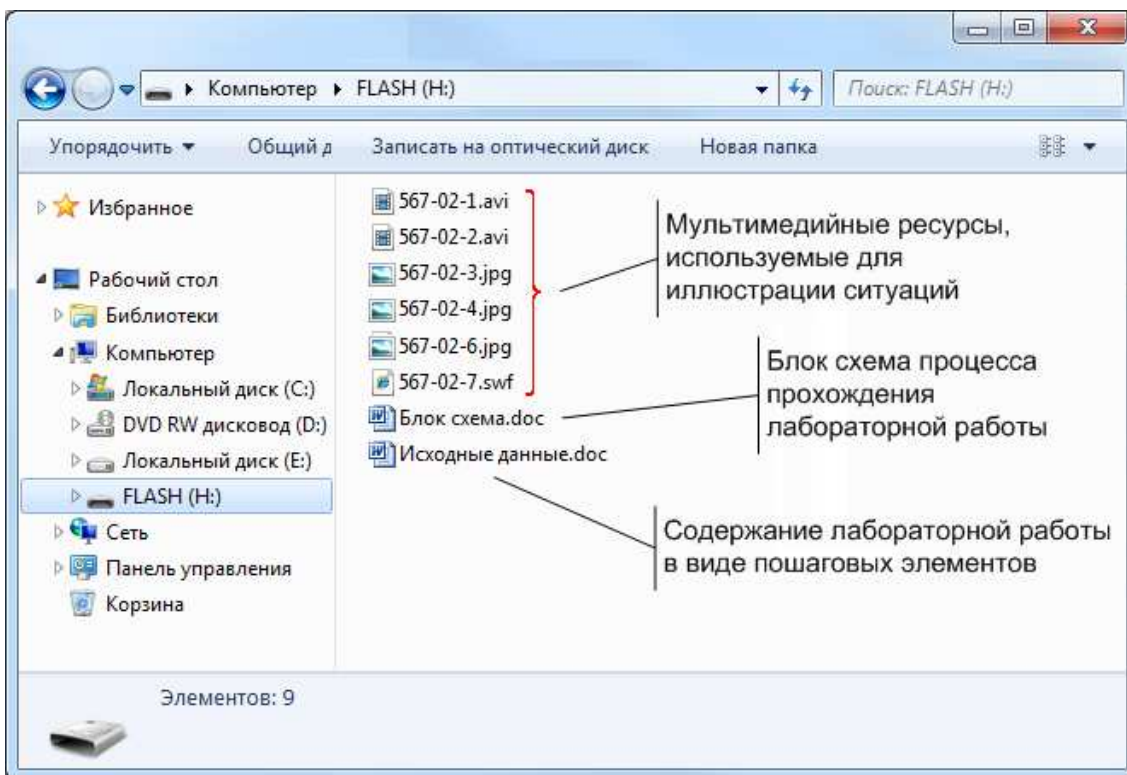 Компьютер FLASH (H:)
Поиск: FLASH (H:)
Упорядочить Общий д Записать на оптический диск Новая папка
Избранное
Рабочий стол
Библиотеки
Компьютер
Локальный диск (C:)
DVD RW дисковод (D:)
Локальный диск (E:)
FLASH (H:)
Сеть
Панель управления
Корзина
567-02-1.avi
567-02-2.avi
567-02-3.jpg
567-02-4.jpg
567-02-6.jpg
567-02-7.swf
Блок схема.doc
Исходные данные.doc
Мультимедийные ресурсы,
используемые для
иллюстрации ситуаций
Блок схема процесса
прохождения
лабораторной работы
Содержание лабораторной работы
в виде пошаговых элементов
Элементов: 9